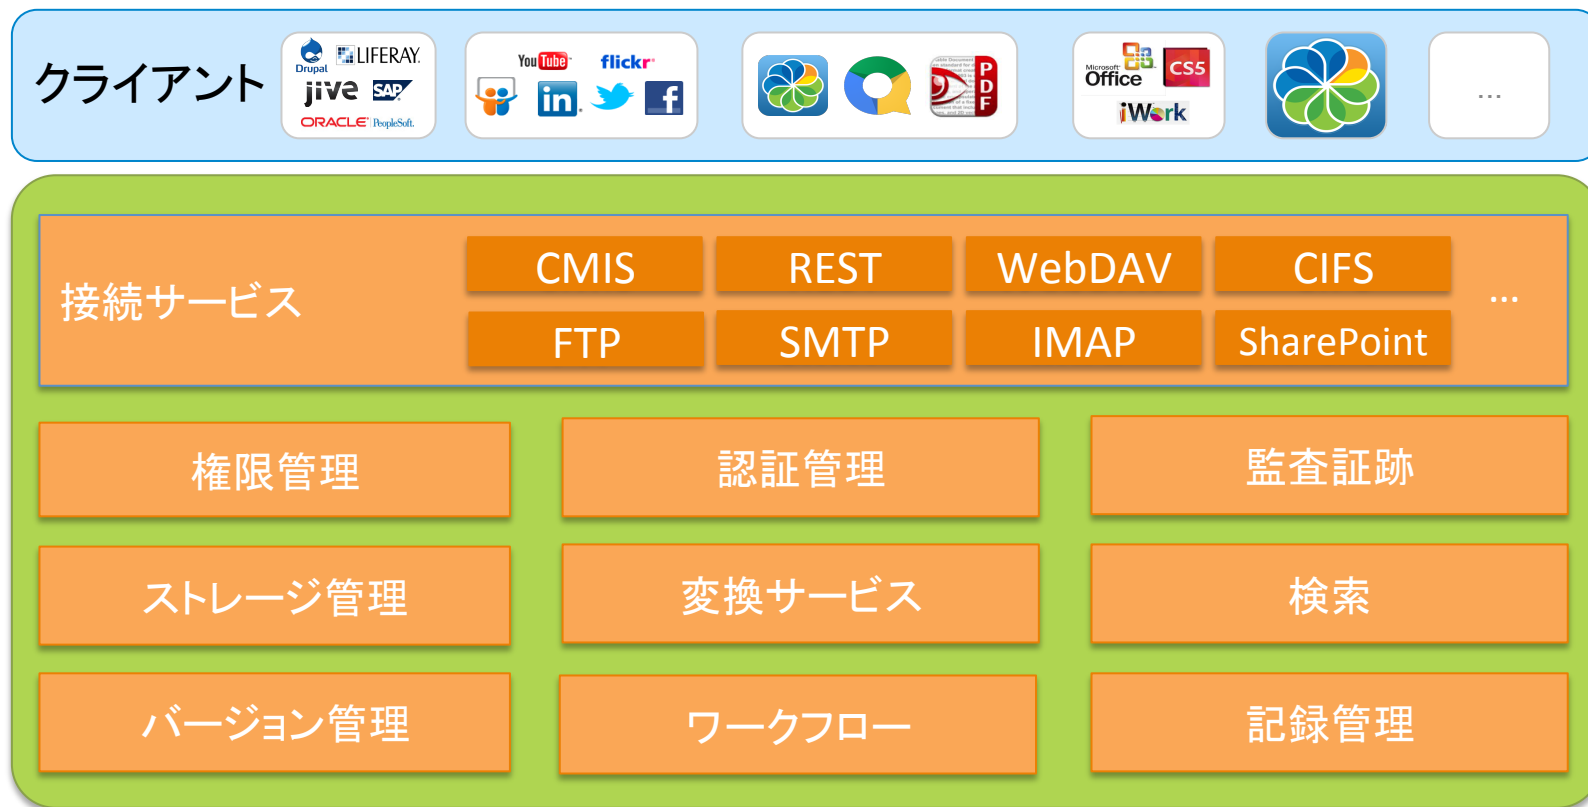 クライアント
Drupal
LIFERAY.
jive
SAP
ORACLE PeopleSoft.
YouTube
flickr
in.
f
PDF
Microsoft
Office
CS5
iWork
...
接続サービス
CMIS REST WebDAV CIFS
...
FTP SMTP IMAP SharePoint
権限管理 認証管理 監査証跡
ストレージ管理 変換サービス 検索
バージョン管理 ワークフロー 記録管理